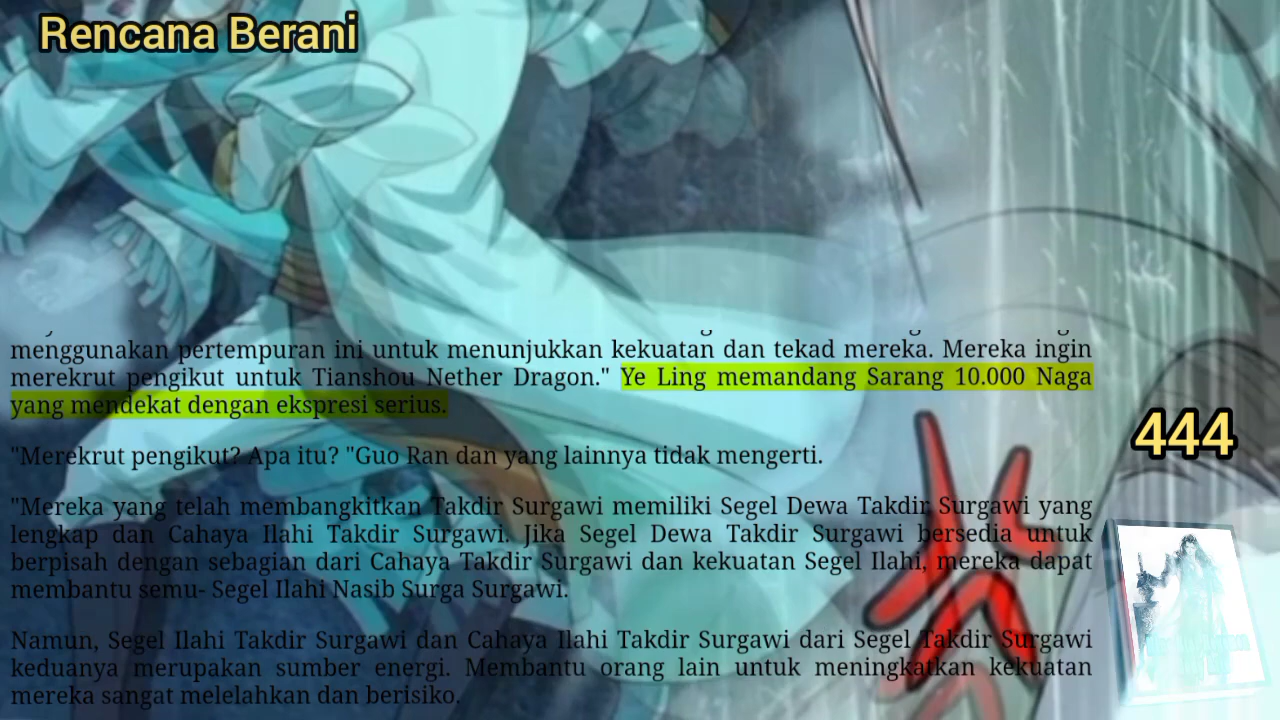 Rencana Berani
menggunakan pertempuran ini untuk menunjukkan kekuatan dan tekad mereka. Mereka ingin
merekrut pengikut untuk Tianshou Nether Dragon." Ye Ling memandang Sarang 10.000 Naga
yang mendekat dengan ekspresi serius.
"Merekrut pengikut? Apa itu? "Guo Ran dan yang lainnya tidak mengerti.
444
"Mereka yang telah membangkitkan Takdir Surgawi memiliki Segel Dewa Takdir Surgawi yang
lengkap dan Cahaya Ilahi Takdir Surgawi. Jika Segel Dewa Takdir Surgawi bersedia untuk
berpisah dengan sebagian dari Cahaya Takdir Surgawi dan kekuatan Segel Ilahi, mereka dapat
membantu semu- Segel Ilahi Nasib Surga Surgawi.
Namun, Segel Ilahi Takdir Surgawi dan Cahaya Ilahi Takdir Surgawi dari Segel Takdir Surgawi
keduanya merupakan sumber energi. Membantu orang lain untuk meningkatkan kekuatan
mereka sangat melelahkan dan berisiko.